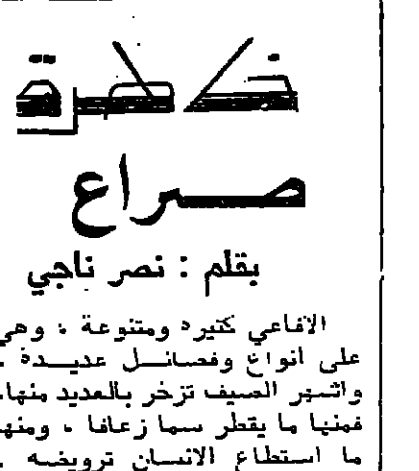 خطرة
صراع
بقلم : نصر ناجي
الافاعي كثيرة ومتنوعة ، وهي
على انواع وفصائل عديدة .
واشهر الصيف تزخر بالعديد منها.
فمنها ما يقطر سما زعافا ، ومنها
ما استطاع الانسان ترويضه .